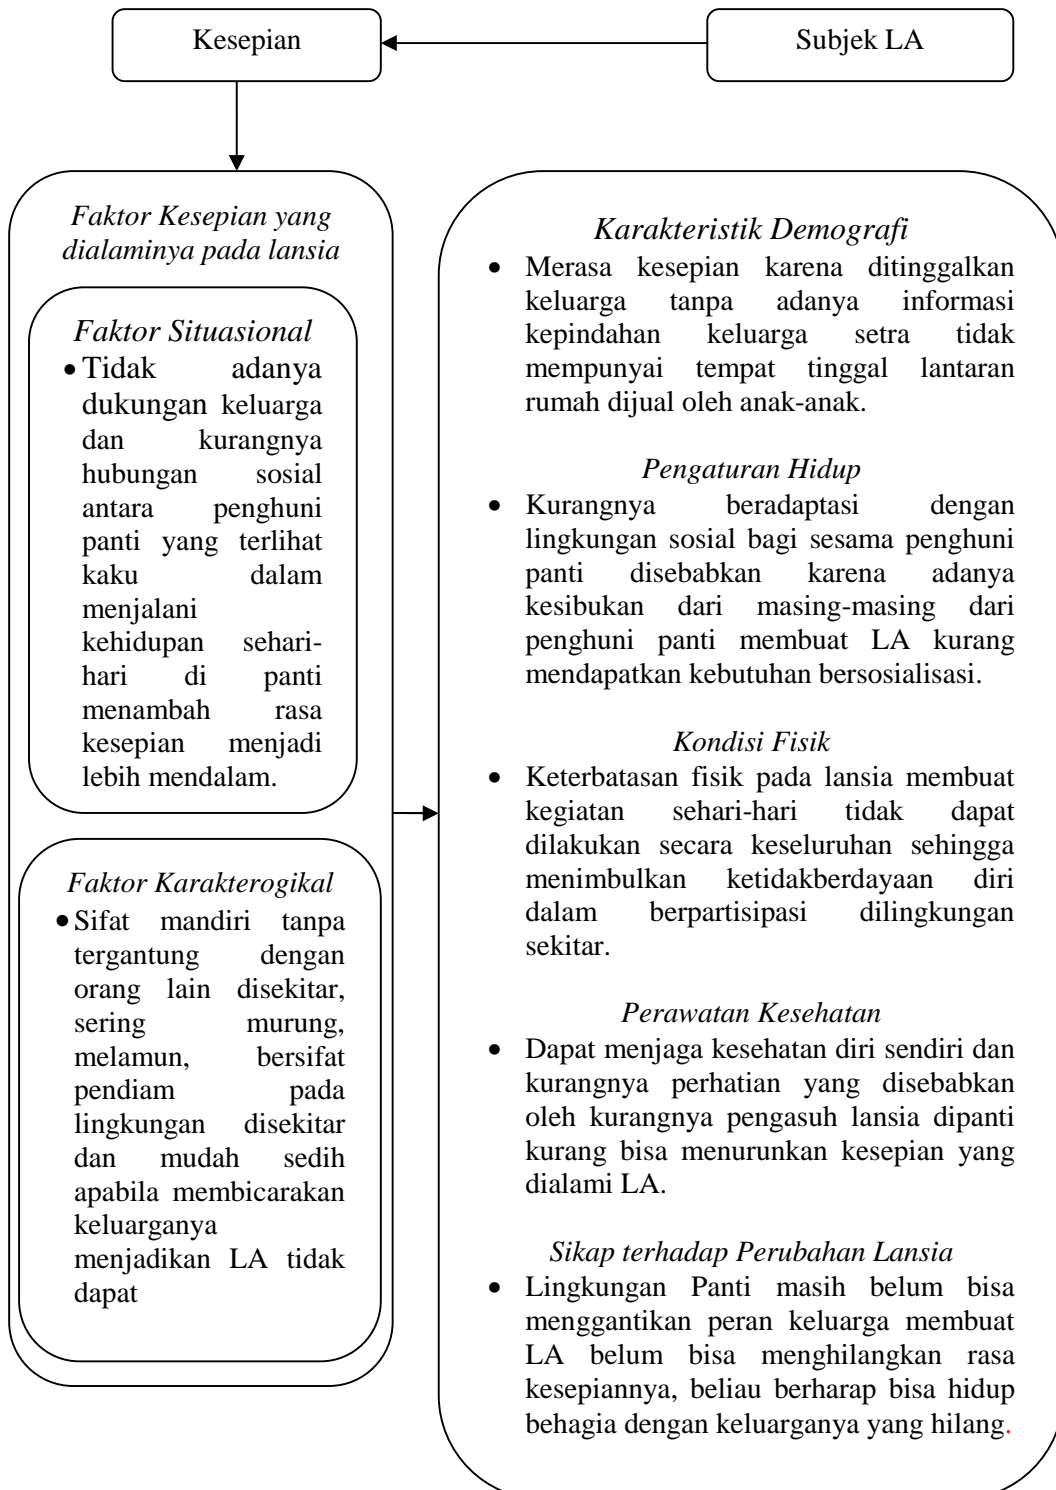 Kesepian
Subjek LA
Faktor Kesepian yang
dialaminya pada lansia
Faktor Situasional
• Tidak adanya
dukungan keluarga
dan kurangnya
hubungan sosial
antara penghuni
panti yang terlihat
kaku dalam
menjalani
kehidupan sehari-
hari di panti
menambah rasa
kesepian menjadi
lebih mendalam.
Faktor Karakterogikal
• Sifat mandiri tanpa
tergantung dengan
orang lain disekitar,
sering murung,
melamun, bersifat
pendiam pada
lingkungan disekitar
dan mudah sedih
apabila membicarakan
keluarganya
menjadikan LA tidak
dapat
Karakteristik Demografi
• Merasa kesepian karena ditinggalkan
keluarga tanpa adanya informasi
kepindahan keluarga setra tidak
mempunyai tempat tinggal lantaran
rumah dijual oleh anak-anak.
Pengaturan Hidup
• Kurangnya beradaptasi dengan
lingkungan sosial bagi sesama penghuni
panti disebabkan karena adanya
kesibukan dari masing-masing dari
penghuni panti membuat LA kurang
mendapatkan kebutuhan bersosialisasi.
Kondisi Fisik
• Keterbatasan fisik pada lansia membuat
kegiatan sehari-hari tidak dapat
dilakukan secara keseluruhan sehingga
menimbulkan ketidakberdayaan diri
dalam berpartisipasi dilingkungan
sekitar.
Perawatan Kesehatan
• Dapat menjaga kesehatan diri sendiri dan
kurangnya perhatian yang disebabkan
oleh kurangnya pengasuh lansia dipanti
kurang bisa menurunkan kesepian yang
dialami LA.
Sikap terhadap Perubahan Lansia
• Lingkungan Panti masih belum bisa
menggantikan peran keluarga membuat
LA belum bisa menghilangkan rasa
kesepiannya, beliau berharap bisa hidup
behagia dengan keluarganya yang hilang.